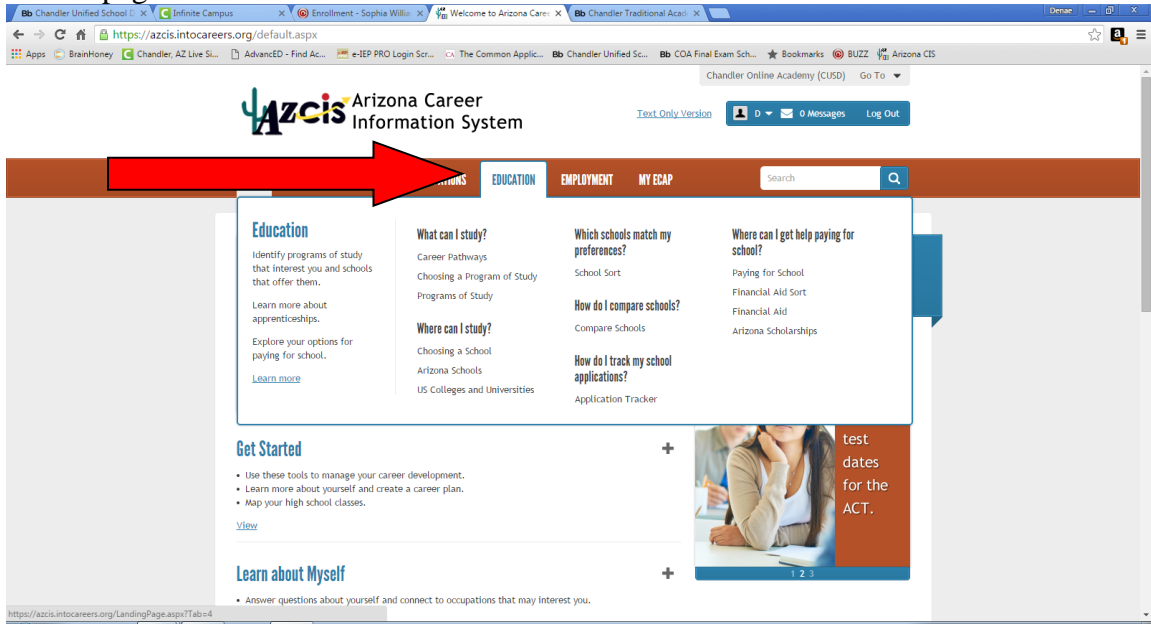 Bb Chandler Unified School D
Infinite Campus
Enrollment - Sophia Willi
Welcome to Arizona Caree
Bb Chandler Traditional Acad
Denae
https://azcis.intocareers.org/default.aspx
Apps
BrainHoney
Chandler, AZ Live Si...
AdvancED - Find Ac...
e-IEP PRO Login Scr...
CA The Common Applic...
Bb Chandler Unified Sc...
Bb COA Final Exam Sch...
Bookmarks
BUZZ
Arizona CIS
Chandler Online Academy (CUSD) Go To
AZCIS Arizona Career
Information System
Text Only Version
D
0 Messages
Log Out
EDUCATION
EMPLOYMENT
MY ECAP
Search
Education
Identify programs of study
that interest you and schools
that offer them.
Learn more about
apprenticeships.
Explore your options for
paying for school.
Learn more
What can I study?
Career Pathways
Choosing a Program of Study
Programs of Study
Where can I study?
Choosing a School
Arizona Schools
US Colleges and Universities
Which schools match my
preferences?
School Sort
How do I compare schools?
Compare Schools
How do I track my school
applications?
Application Tracker
Where can I get help paying for
school?
Paying for School
Financial Aid Sort
Financial Aid
Arizona Scholarships
Get Started
• Use these tools to manage your career development.
• Learn more about yourself and create a career plan.
• Map your high school classes.
View
test
dates
for the
ACT.
1 2 3
Learn about Myself
• Answer questions about yourself and connect to occupations that may interest you.
https://azcis.intocareers.org/LandingPage.aspx?Tab=4